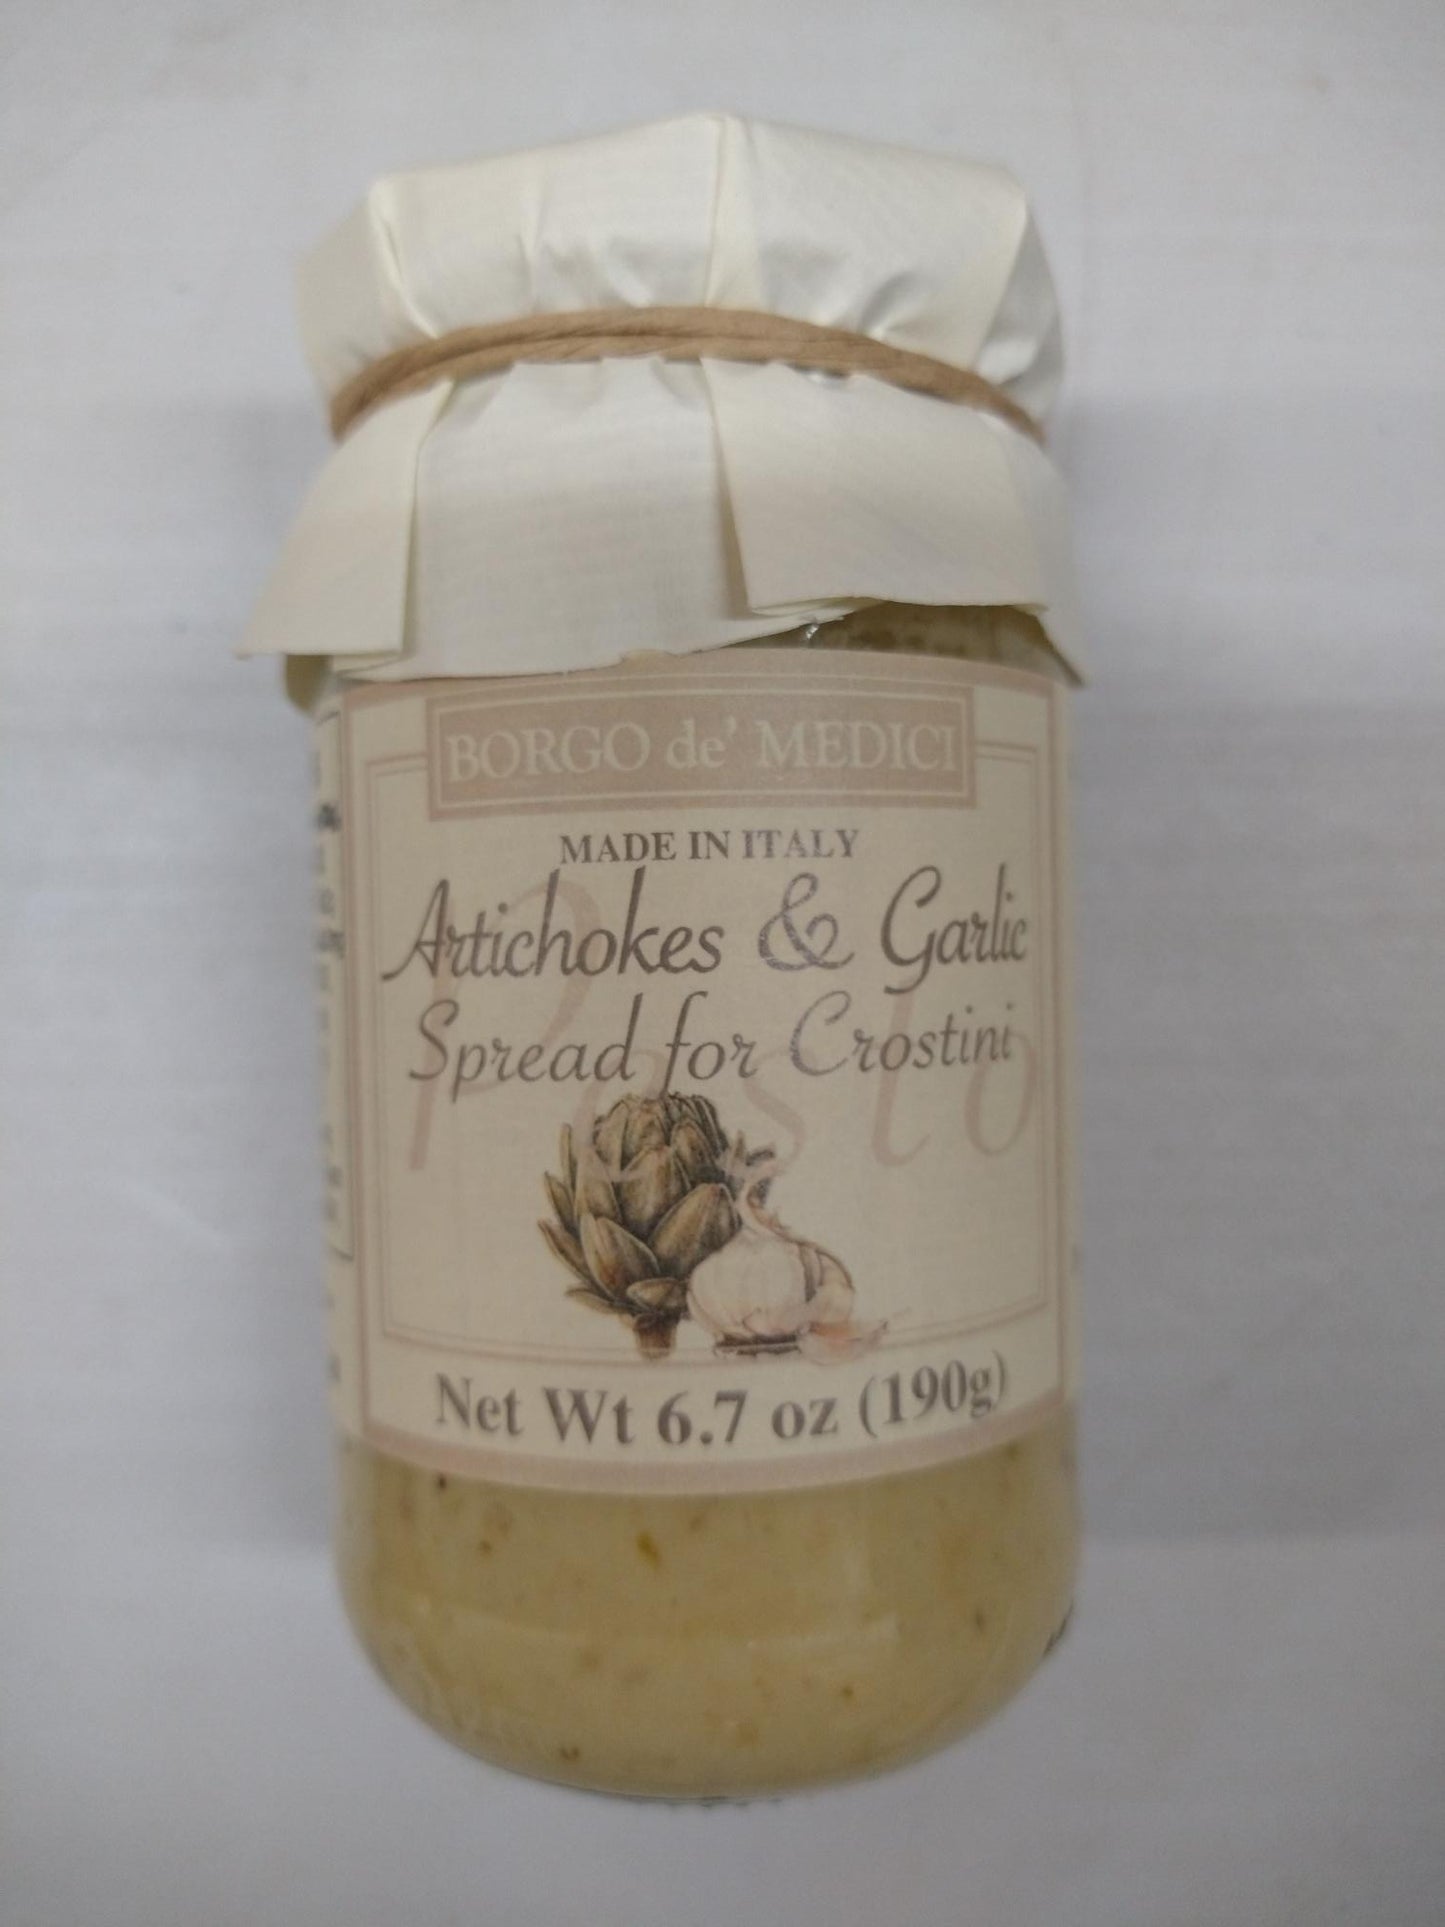 BORGO de' MEDICI
MADE IN ITALY
Artichokes & Garlic
Spread for Crostini
Pesto
Net Wt 6.7 oz (190g)